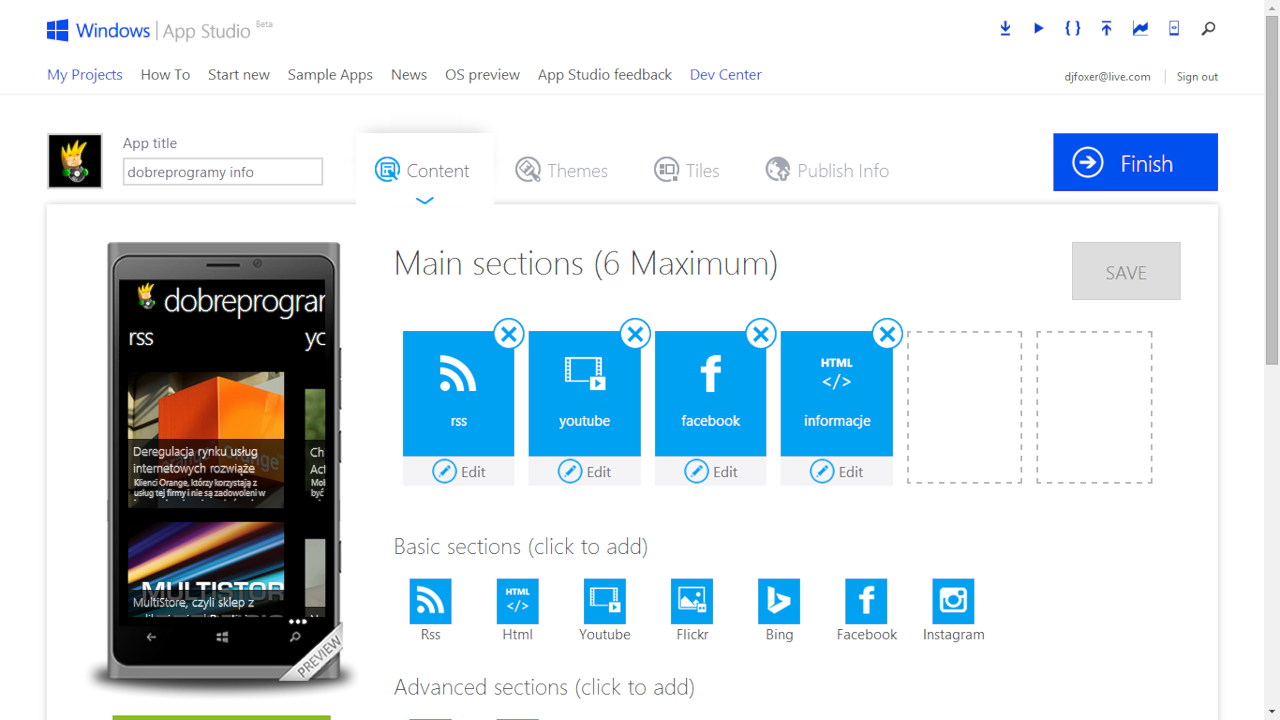 Windows | App Studio Beta
My Projects How To Start new Sample Apps News OS preview App Studio feedback Dev Center
djfoxer@live.com Sign out
App title
dobreprogramy info
Content Themes Tiles Publish Info
Finish
Main sections (6 Maximum)
SAVE
dobreprogram
rss yo
Deregulacja rynku usług
internetowych rozwiąże
Klienci Orange, którzy korzystają z
usług tej firmy i nie są zadowoleni w
Ch
Act
Mob
być
MULTISTOR
MultiStore, czyli sklep z
PREVIEW
rss youtube facebook HTML </> informacje
Edit Edit Edit Edit
Basic sections (click to add)
HTML </>
Rss Html Youtube Flickr Bing Facebook Instagram
Advanced sections (click to add)